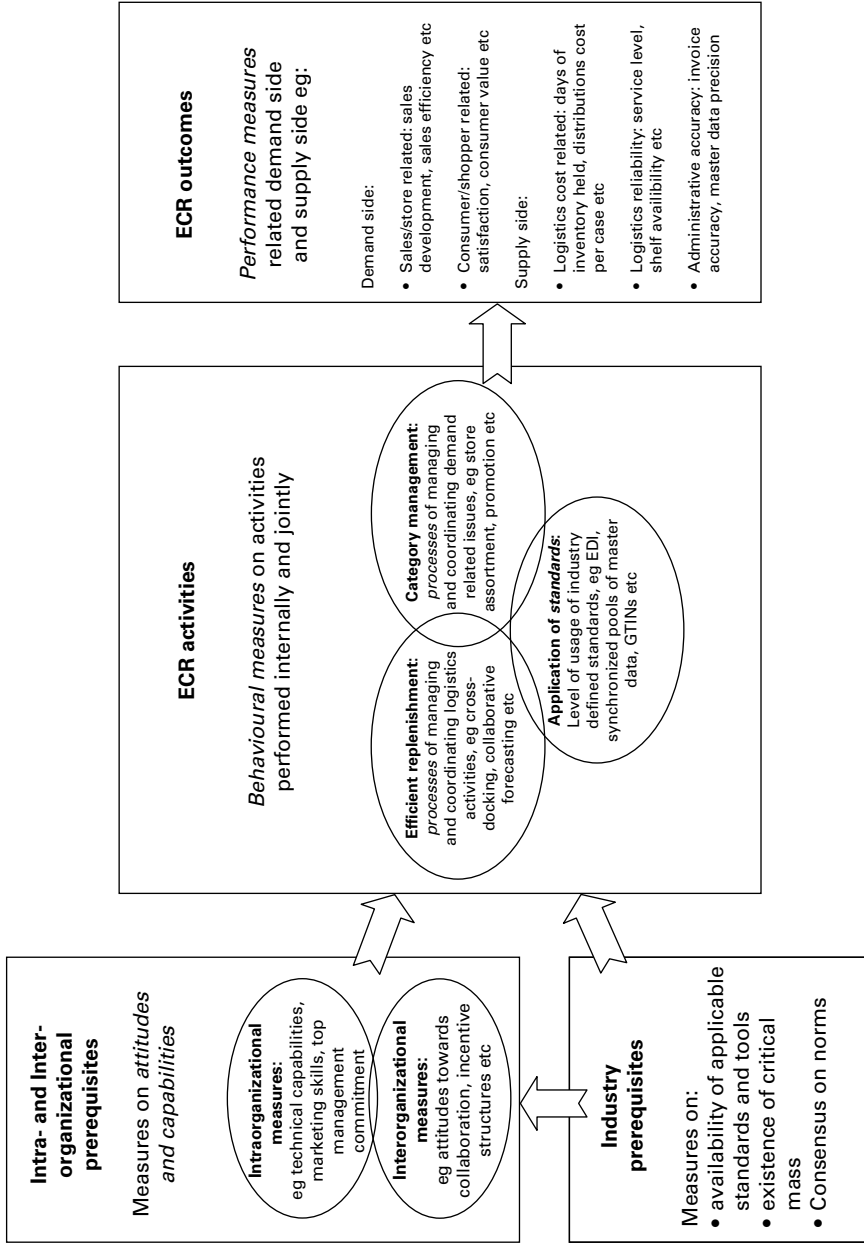 Intra- and Inter-
organizational
prerequisites
Measures on attitudes
and capabilities
Intraorganizational
measures:
eg technical capabilities,
marketing skills, top
management
commitment
Interorganizational
measures:
eg attitudes towards
collaboration, incentive
structures etc
Industry
prerequisites
Measures on:
• availability of applicable
standards and tools
• existence of critical
mass
• Consensus on norms
ECR activities
Behavioural measures on activities
performed internally and jointly
Efficient replenishment:
processes of managing
and coordinating logistics
activities, eg cross-
docking, collaborative
forecasting etc
Category management:
processes of managing
and coordinating demand
related issues, eg store
assortment, promotion etc
Application of standards:
Level of usage of industry
defined standards, eg EDI,
synchronized pools of master
data, GTINs etc
ECR outcomes
Performance measures
related demand side
and supply side eg:
Demand side:
• Sales/store related: sales
development, sales efficiency etc
• Consumer/shopper related:
satisfaction, consumer value etc
Supply side:
• Logistics cost related: days of
inventory held, distributions cost
per case etc
• Logistics reliability: service level,
shelf availibility etc
• Administrative accuracy: invoice
accuracy, master data precision